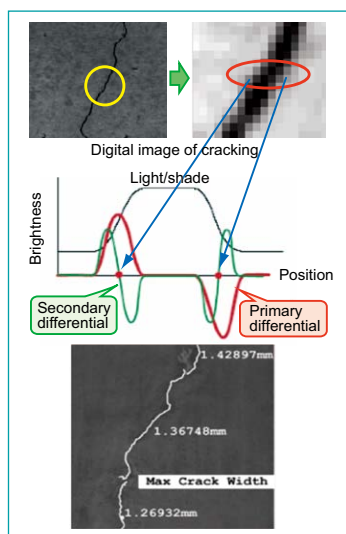 Digital image of cracking
Light/shade
Brightness
Position
Secondary
differential
Primary
differential
1.42897mm
1.36748mm
Max Crack Width
1.26932mm